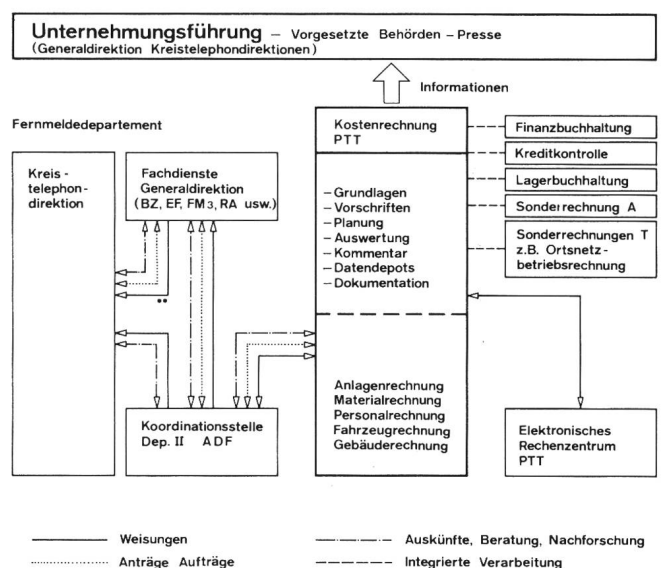 Unternehmungsführung – Vorgesetzte Behörden – Presse
(Generaldirektion Kreistelephondirektionen)
Informationen
Fernmeldedepartement
Kreis -
telephon-
direktion
Fachdienste
Generaldirektion
(BZ, EF, FM3, RA usw.)
Kostenrechnung
PTT
– Grundlagen
– Vorschriften
– Planung
– Auswertung
– Kommentar
– Datendepots
– Dokumentation
Finanzbuchhaltung
Kreditkontrolle
Lagerbuchhaltung
Sonderrechnung A
Sonderrechnungen T
z.B. Ortsnetz-
betriebsrechnung
Anlagenrechnung
Materialrechnung
Personalrechnung
Fahrzeugrechnung
Gebäuderechnung
Koordinationsstelle
Dep. II ADF
Elektronisches
Rechenzentrum
PTT
Weisungen
Anträge Aufträge
Auskünfte, Beratung, Nachforschung
Integrierte Verarbeitung